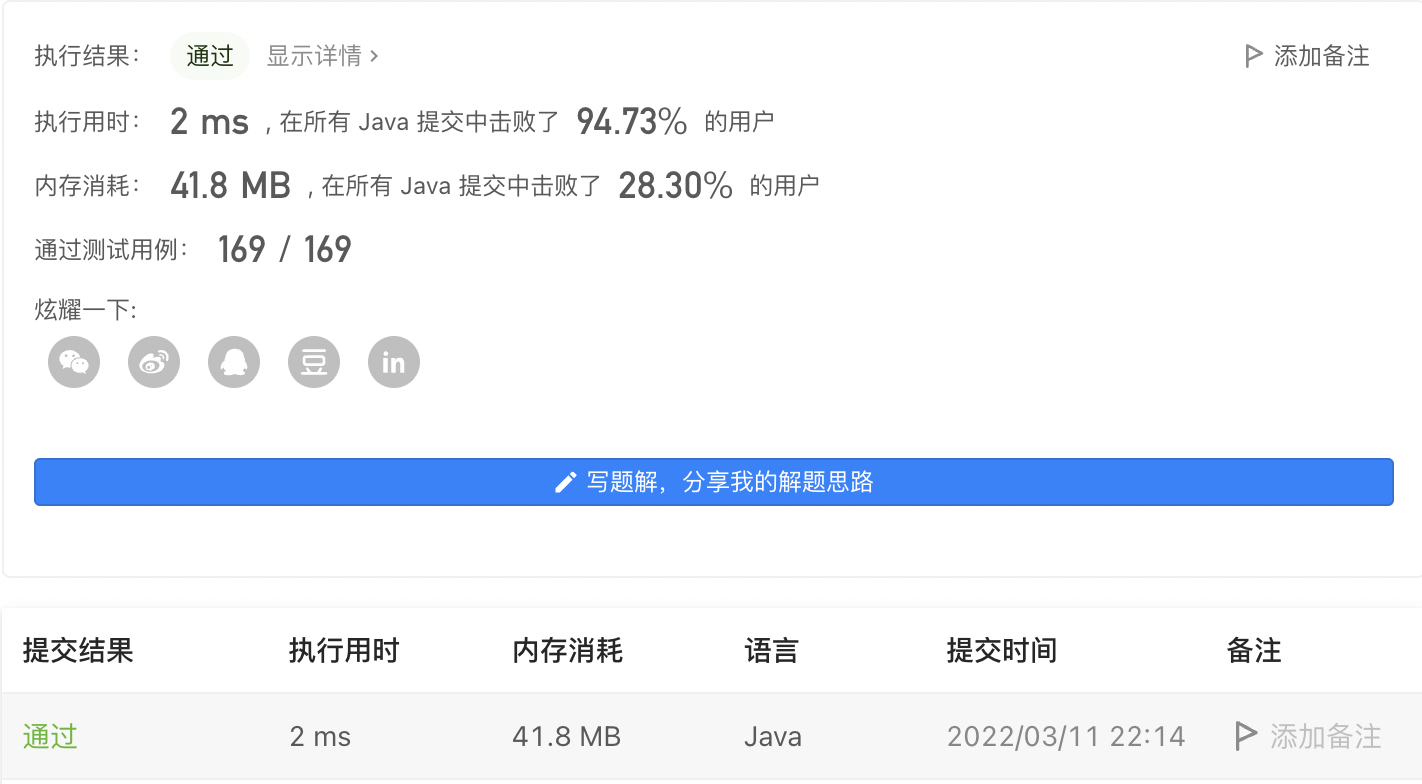 执行结果： 通过 显示详情 › 添加备注
执行用时： 2 ms , 在所有 Java 提交中击败了 94.73% 的用户
内存消耗： 41.8 MB , 在所有 Java 提交中击败了 28.30% 的用户
通过测试用例： 169 / 169
炫耀一下:
豆 in
写题解，分享我的解题思路
提交结果 执行用时 内存消耗 语言 提交时间 备注
通过 2 ms 41.8 MB Java 2022/03/11 22:14 添加备注